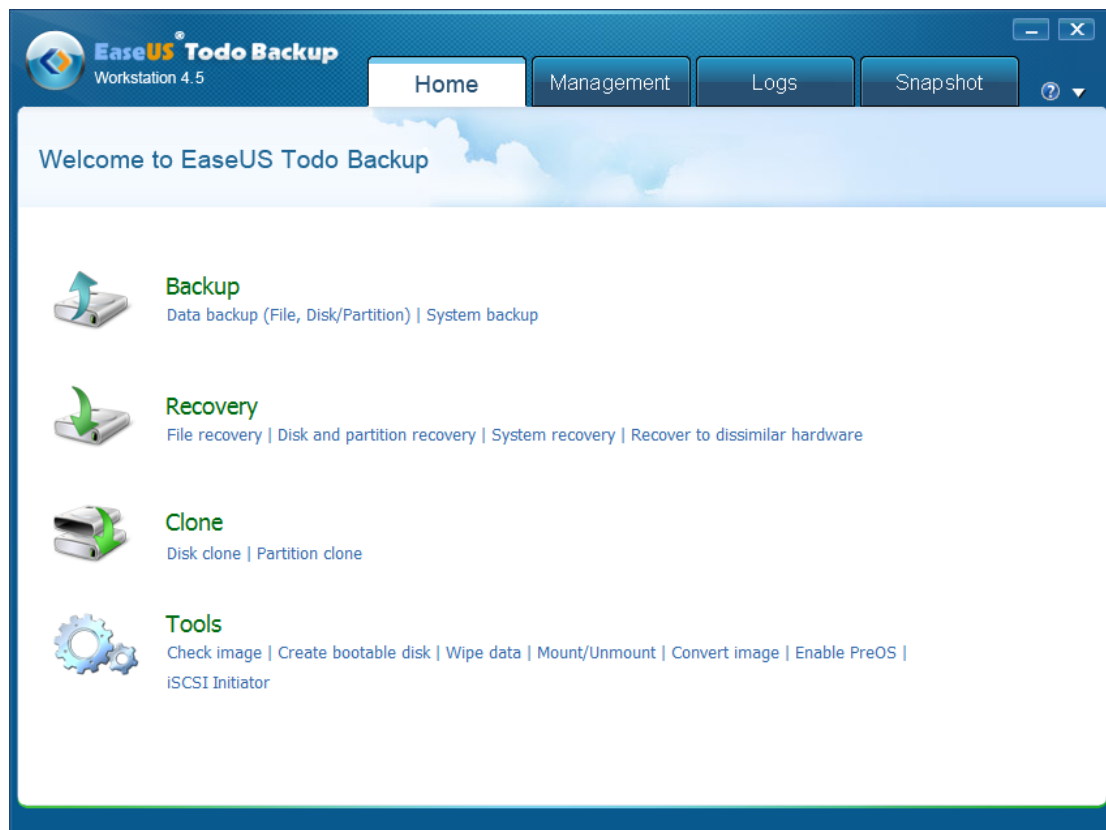 EaseUS® Todo Backup
Workstation 4.5
Home
Management
Logs
Snapshot
Welcome to EaseUS Todo Backup
Backup
Data backup (File, Disk/Partition) | System backup
Recovery
File recovery | Disk and partition recovery | System recovery | Recover to dissimilar hardware
Clone
Disk clone | Partition clone
Tools
Check image | Create bootable disk | Wipe data | Mount/Unmount | Convert image | Enable PreOS |
iSCSI Initiator